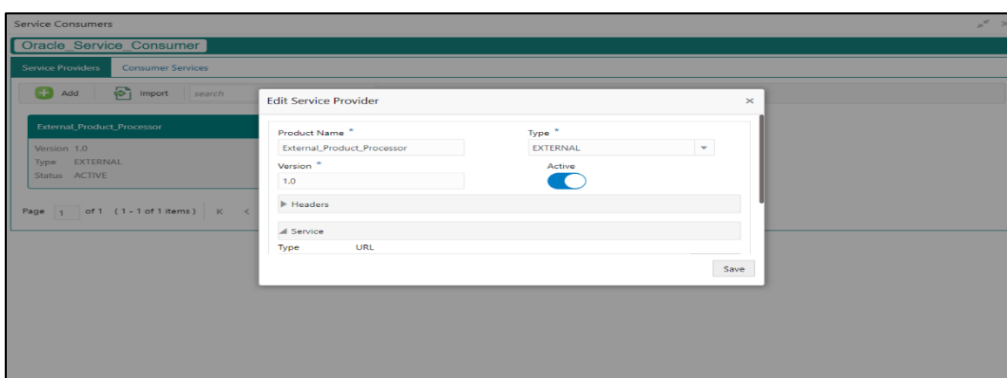 Service Consumers
Oracle_Service_Consumer
Service Providers Consumer Services
Add Import search
External_Product_Processor
Version 1.0
Type EXTERNAL
Status ACTIVE
Page 1 of 1 (1 - 1 of 1 items)
Edit Service Provider
Product Name * Type *
External_Product_Processor EXTERNAL
Version * Active
1.0
Headers
Service
Type URL
Save